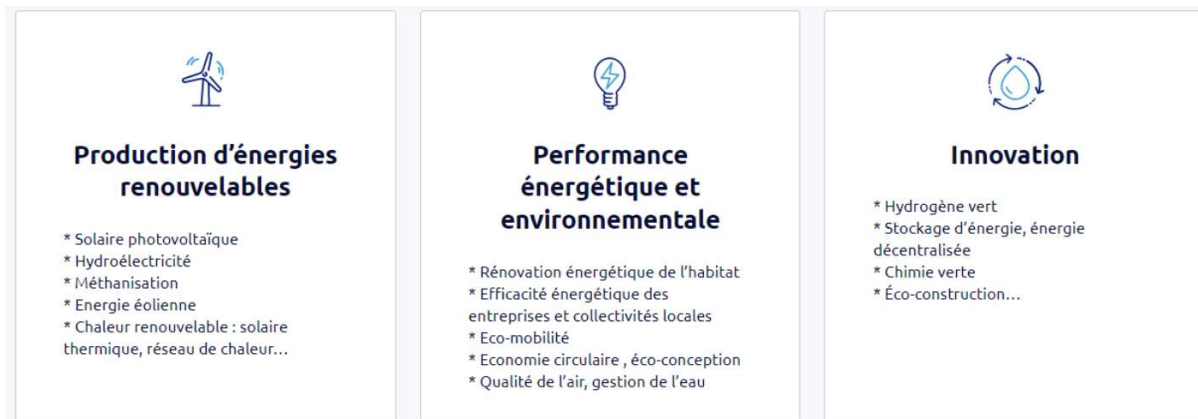 Production d’énergies
renouvelables
* Solaire photovoltaïque
* Hydroélectricité
* Méthanisation
* Energie éolienne
* Chaleur renouvelable : solaire
thermique, réseau de chaleur…
Performance
énergétique et
environnementale
* Rénovation énergétique de l’habitat
* Efficacité énergétique des
entreprises et collectivités locales
* Eco-mobilité
* Economie circulaire , éco-conception
* Qualité de l’air, gestion de l’eau
Innovation
* Hydrogène vert
* Stockage d’énergie, énergie
décentralisée
* Chimie verte
* Éco-construction…